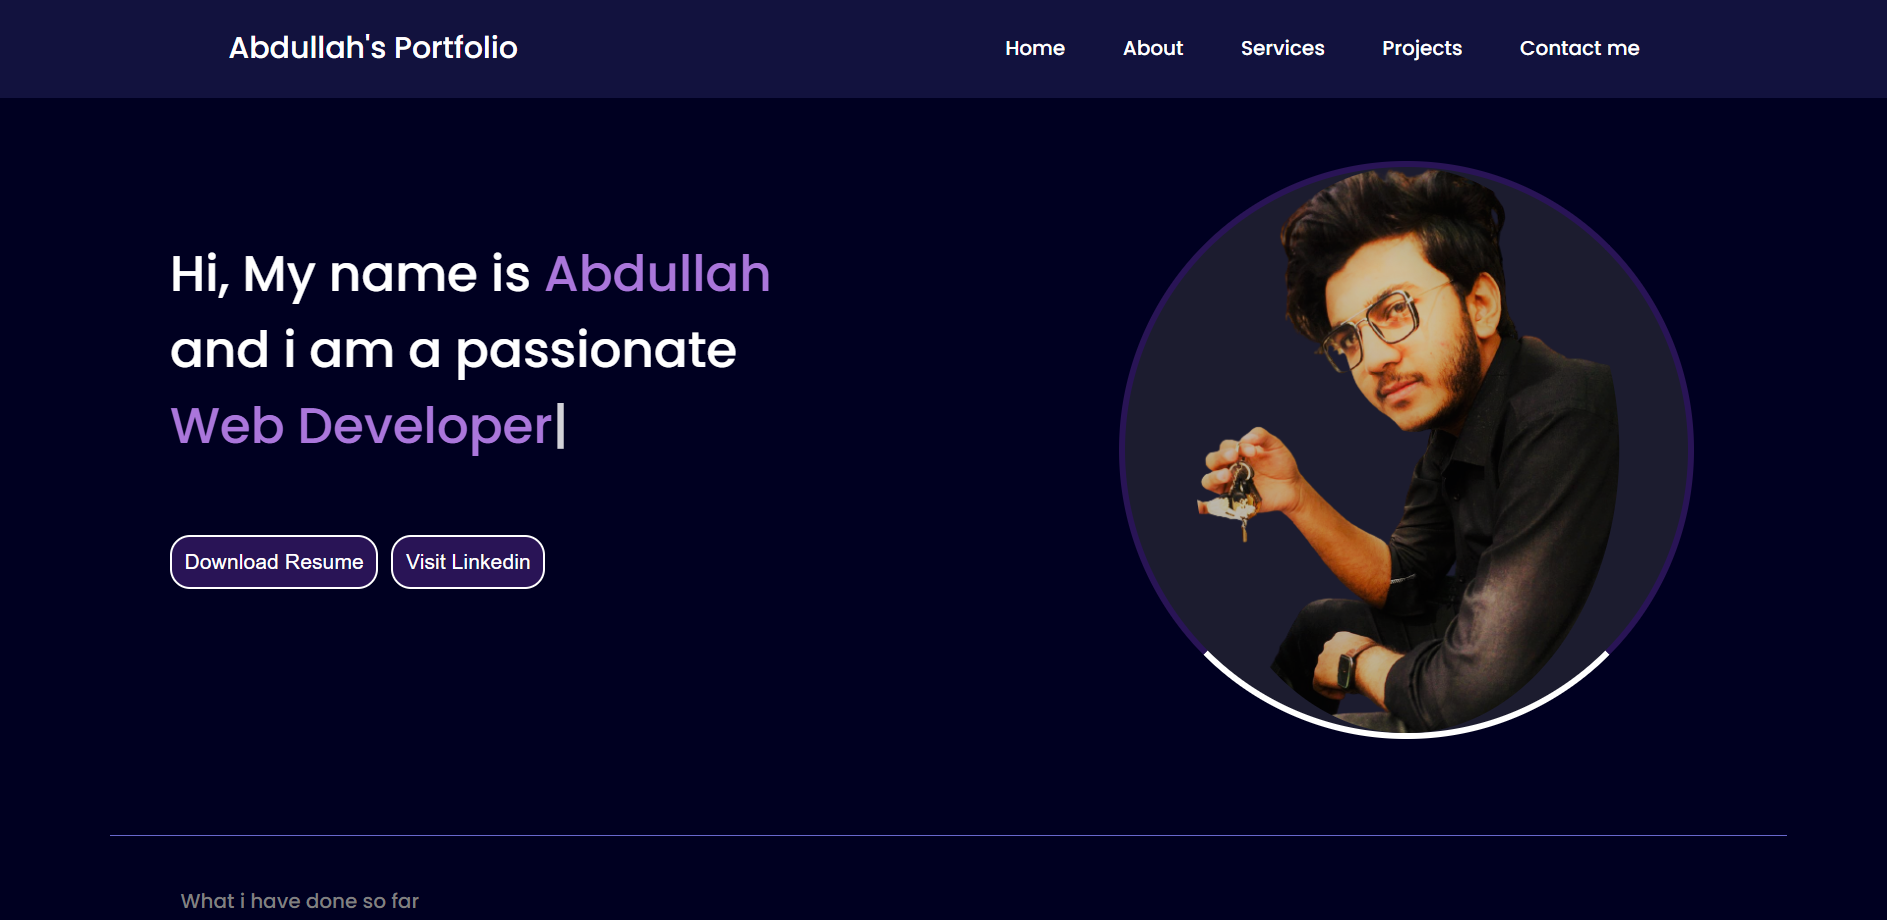 Abdullah's Portfolio
Home About Services Projects Contact me
Hi, My name is Abdullah
and i am a passionate
Web Developer|
Download Resume Visit Linkedin
What i have done so far